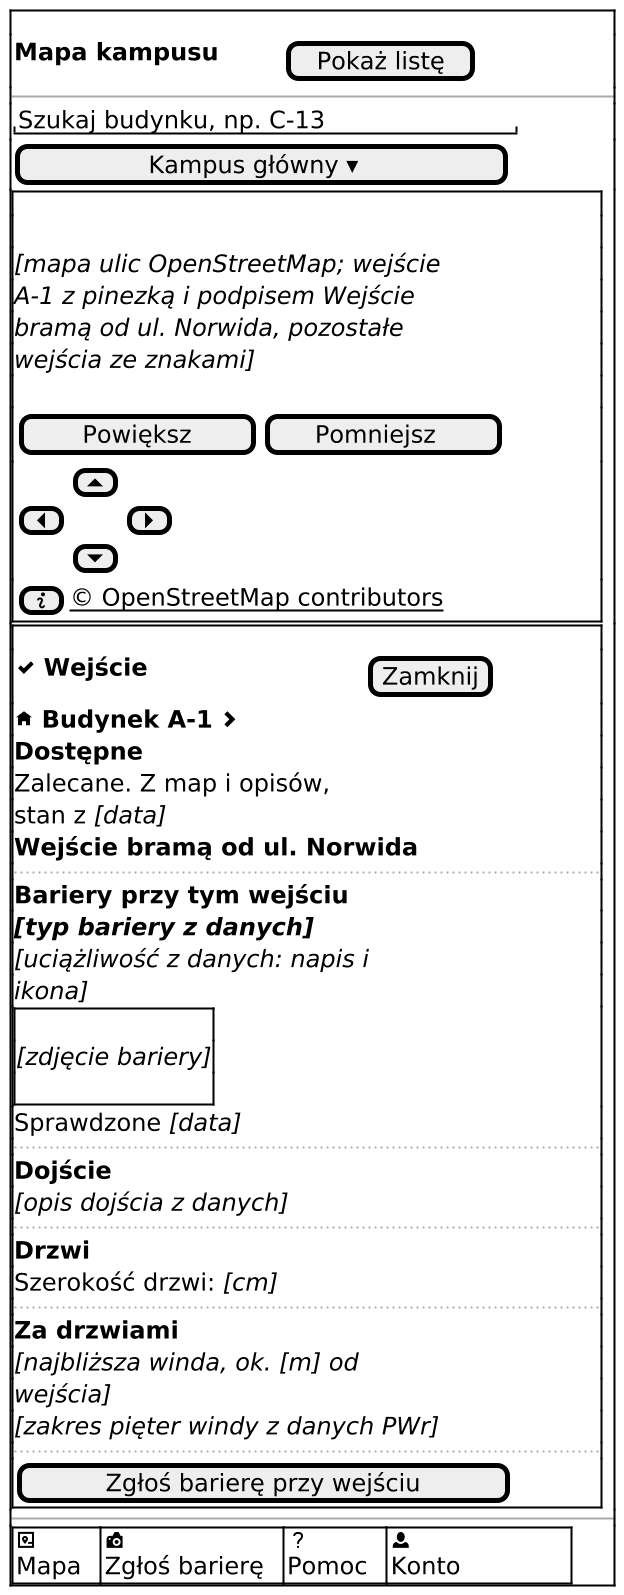 Mapa kampusu
Pokaż listę
Szukaj budynku, np. C-13
Kampus główny ▾
[mapa ulic OpenStreetMap; wejście
A-1 z pinezką i podpisem Wejście
bramą od ul. Norwida, pozostałe
wejścia ze znakami]
Powiększ
Pomniejsz
© OpenStreetMap contributors
Wejście
Zamknij
Budynek A-1
Dostępne
Zalecane. Z map i opisów,
stan z [data]
Wejście bramą od ul. Norwida
Bariery przy tym wejściu
[typ bariery z danych]
[uciążliwość z danych: napis i
ikona]
[zdjęcie bariery]
Sprawdzone [data]
Dojście
[opis dojścia z danych]
Drzwi
Szerokość drzwi: [cm]
Za drzwiami
[najbliższa winda, ok. [m] od
wejścia]
[zakres pięter windy z danych PWr]
Zgłoś barierę przy wejściu
Mapa
Zgłoś barierę
Pomoc
Konto